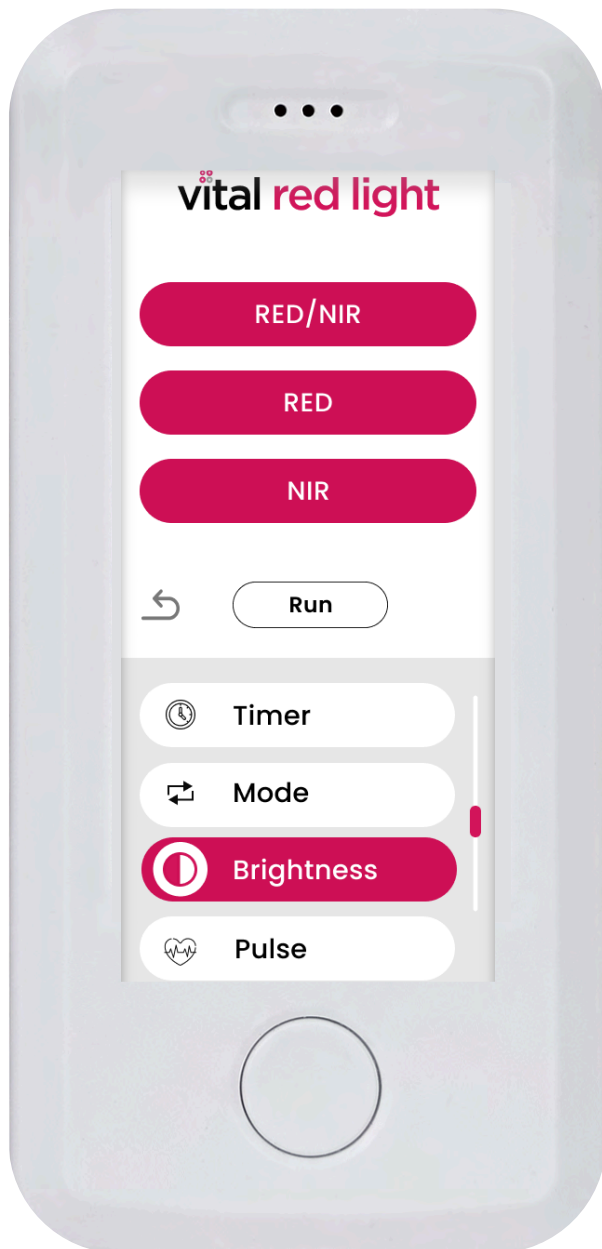 vital red light
RED/NIR
RED
NIR
Run
Timer
Mode
Brightness
Pulse